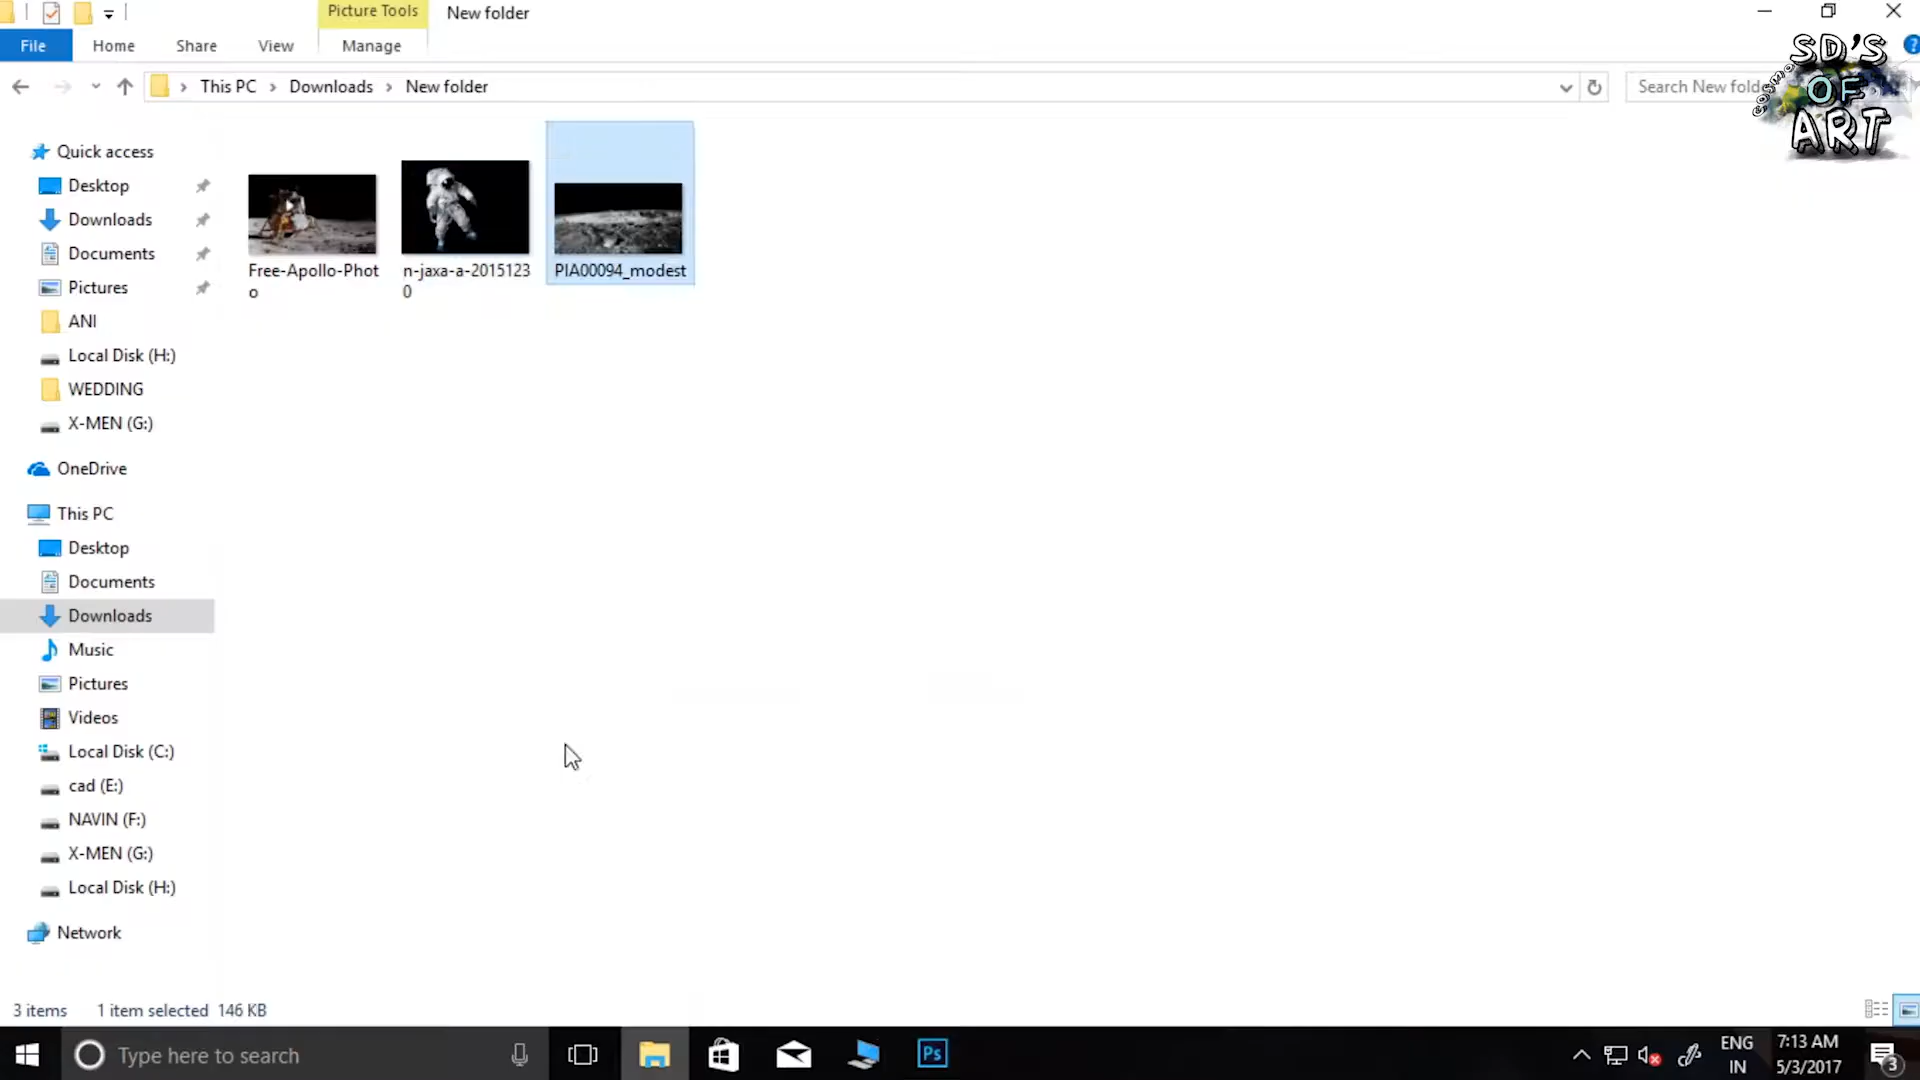 Picture Tools
New folder
File
Home
Share
View
Manage
This PC
Downloads
New folder
Search New
SD'S
cosmo
OF
ART
Quick access
Desktop
Downloads
Documents
Pictures
ANI
Local Disk (H:)
WEDDING
X-MEN (G:)
OneDrive
This PC
Desktop
Documents
Downloads
Music
Pictures
Videos
Local Disk (C:)
cad (E:)
NAVIN (F:)
X-MEN (G:)
Local Disk (H:)
Network
Free-Apollo-Phot
o
n-jaxa-a-2015123
0
PIA00094_modest
3 items
1 item selected 146 KB
Type here to search
Ps
ENG
IN
7:13 AM
5/3/2017
3